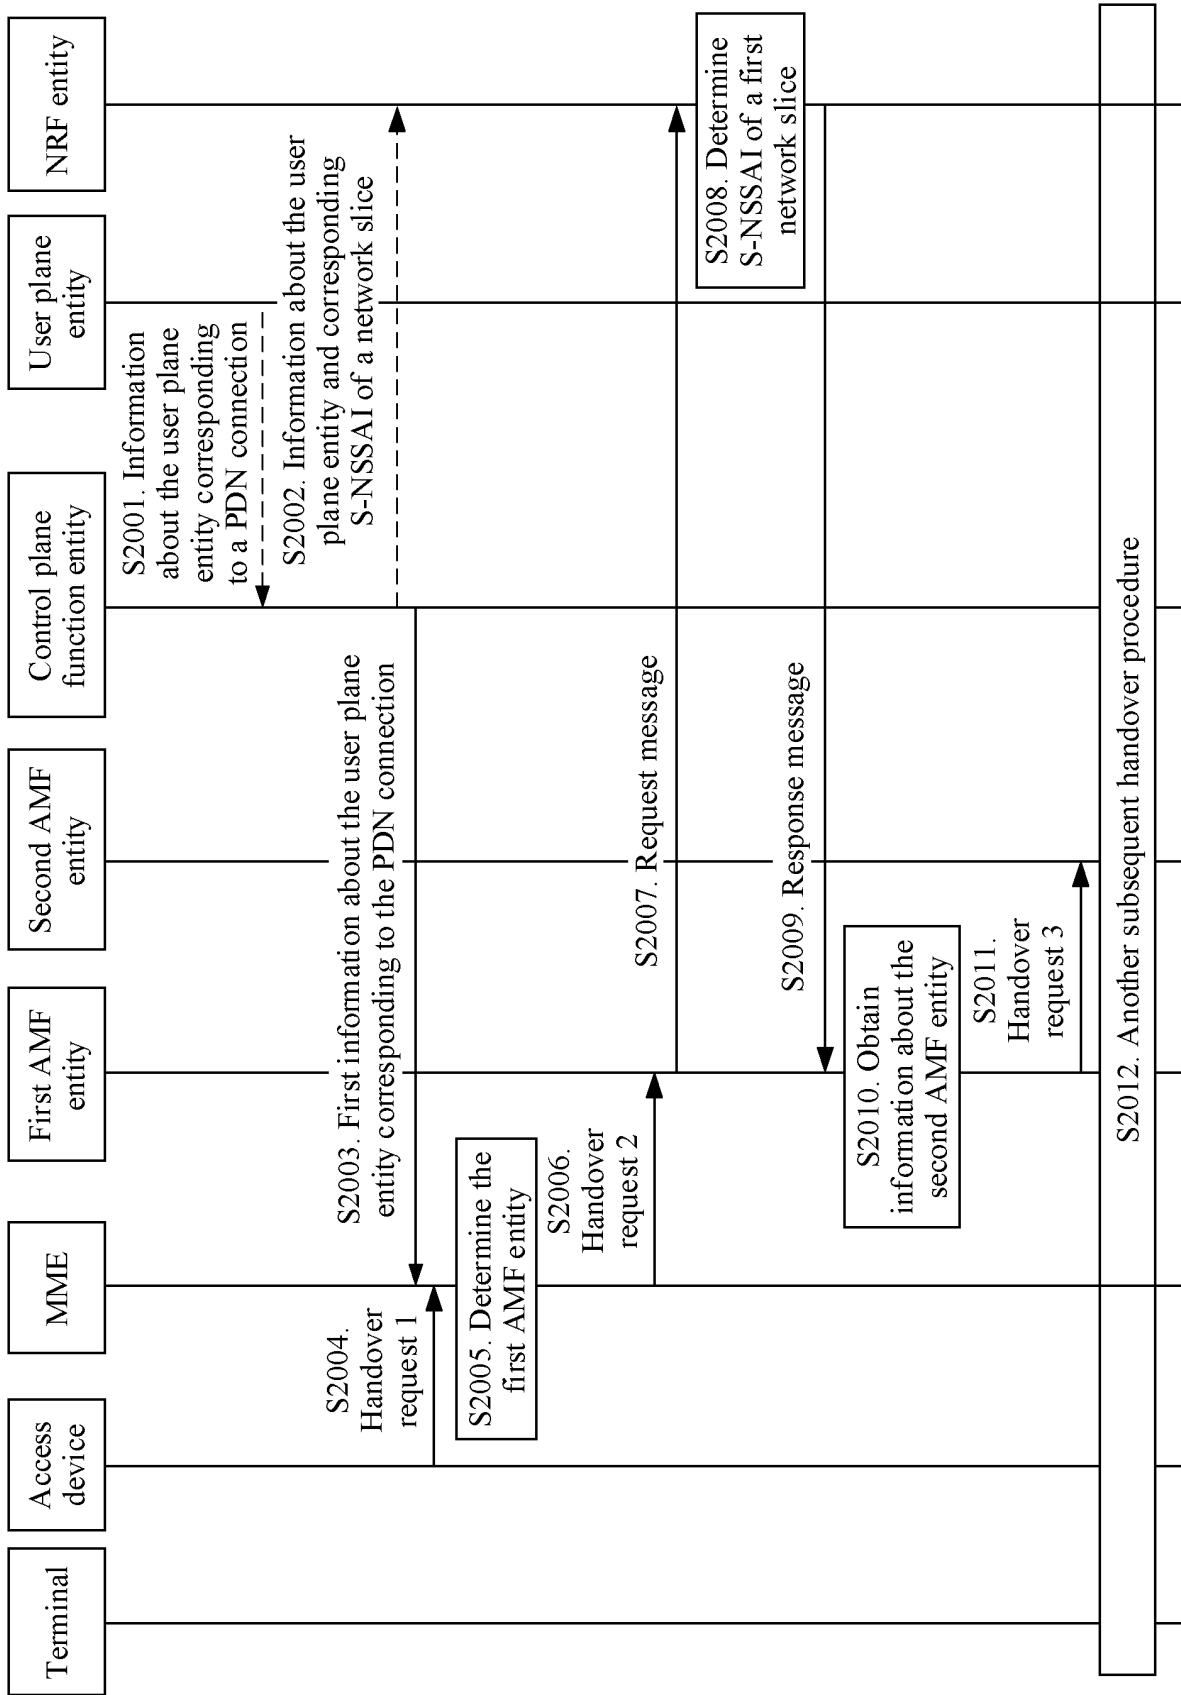 Terminal
Access
device
MME
First AMF
entity
Second AMF
entity
Control plane
function entity
User plane
entity
NRF entity
S2001. Information
about the user plane
entity corresponding
to a PDN connection
S2002. Information about the user
plane entity and corresponding
S-NSSAI of a network slice
S2003. First information about the user plane
entity corresponding to the PDN connection
S2004.
Handover
request 1
S2005. Determine the
first AMF entity
S2006.
Handover
request 2
S2007. Request message
S2008. Determine
S-NSSAI of a first
network slice
S2009. Response message
S2010. Obtain
information about the
second AMF entity
S2011.
Handover
request 3
S2012. Another subsequent handover procedure